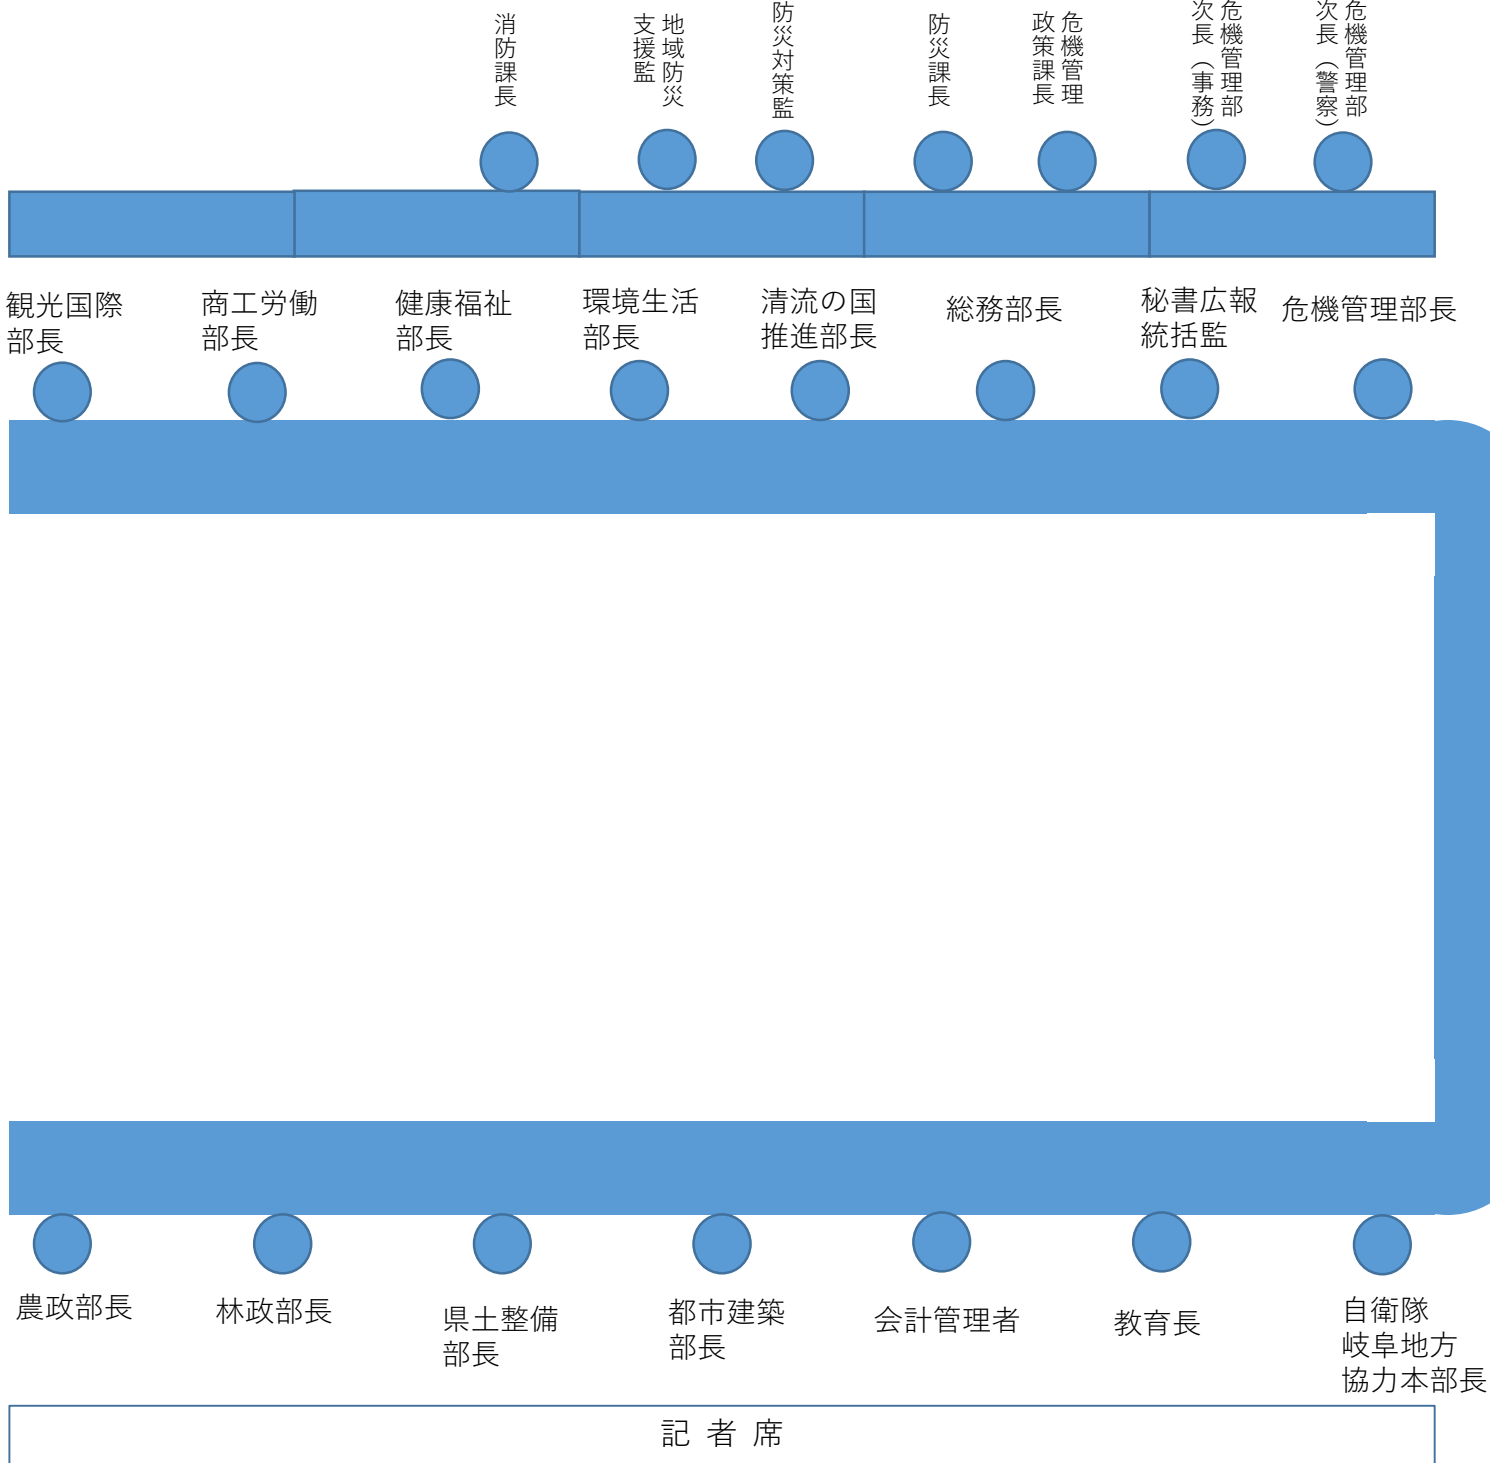 消防課長
地域防災
支援監
防災対策監
防災課長
危機管理
政策課長
危機管理部
次長（事務）
危機管理部
次長（警察）
観光国際
部長
商工労働
部長
健康福祉
部長
環境生活
部長
清流の国
推進部長
総務部長
秘書広報
統括監
危機管理部長
農政部長
林政部長
県土整備
部長
都市建築
部長
会計管理者
教育長
自衛隊
岐阜地方
協力本部長
記者席